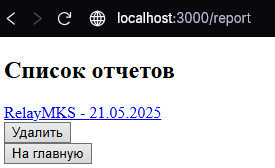 localhost:3000/report
Список отчетов
RelayMKS - 21.05.2025
Удалить
На главную